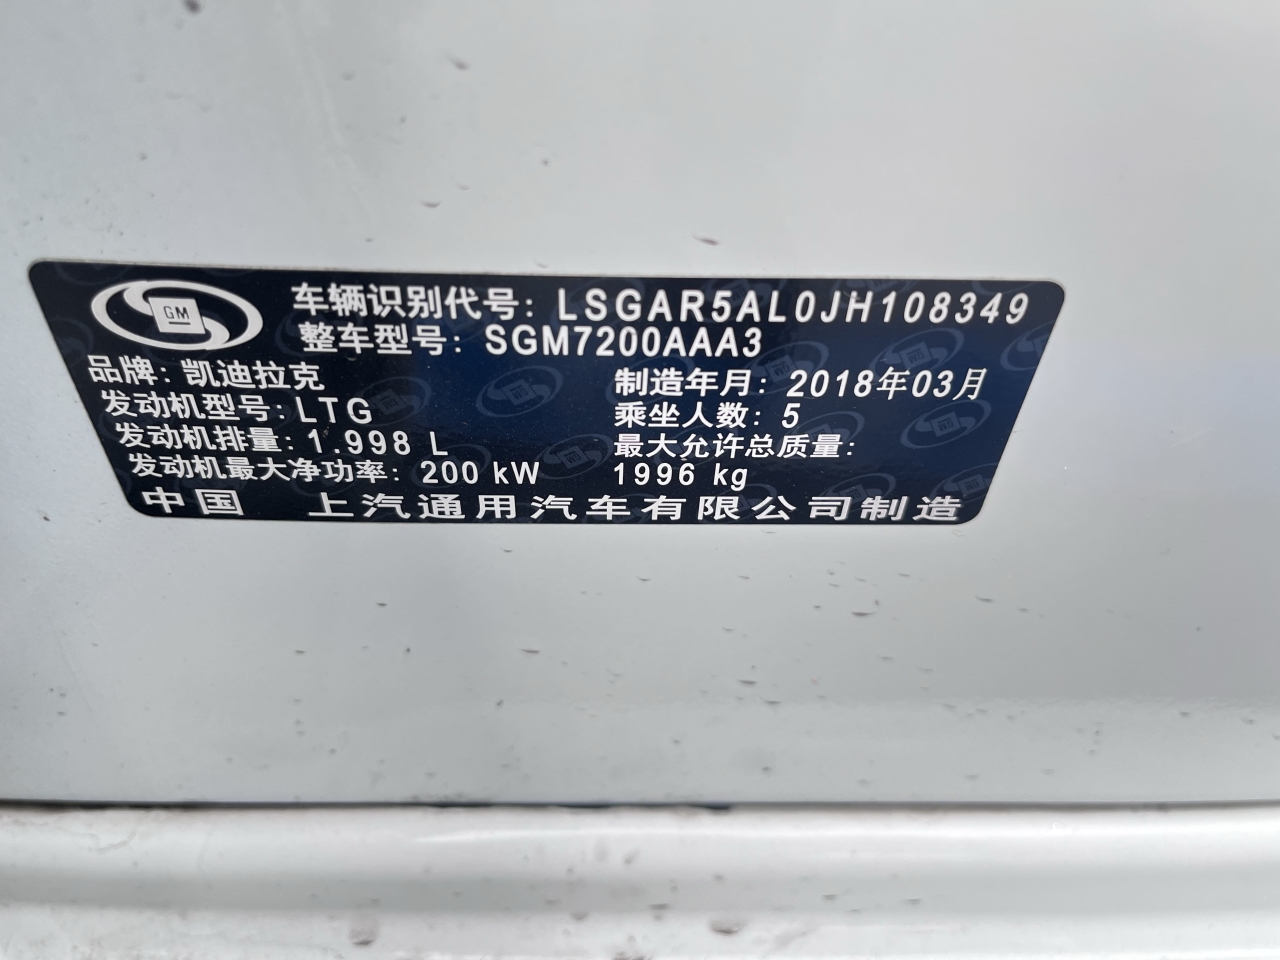 GM
车辆识别代号: LSGAR5AL0JH108349
整车型号: SGM7200AAA3
品牌: 凯迪拉克
制造年月: 2018年03月
发动机型号: LTG
乘坐人数: 5
发动机排量: 1.998 L
最大允许总质量:
发动机最大净功率: 200 kW
1996 kg
中国 上汽通用汽车有限公司制造